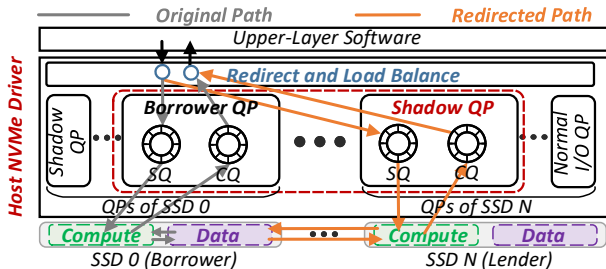 Original Path
Redirected Path
Upper-Layer Software
Host NVMe Driver
Redirect and Load Balance
Shadow
QP
Borrower QP
SQ
CQ
Shadow QP
SQ
CQ
Normal
I/O QP
QPs of SSD 0
QPs of SSD N
Compute
Data
Compute
Data
SSD 0 (Borrower)
SSD N (Lender)